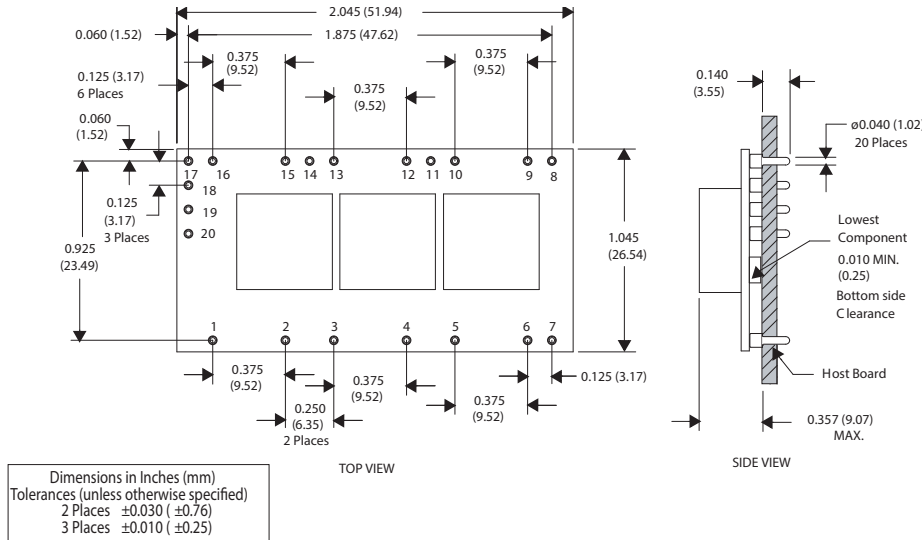 2.045 (51.94)
0.060 (1.52)
1.875 (47.62)
0.375
(9.52)
0.375
(9.52)
0.125 (3.17)
6 Places
0.375
(9.52)
0.060
(1.52)
17 16 15 14 13 12 11 10 9 8
18
19
20
0.125
(3.17)
3 Places
0.925
(23.49)
1.045
(26.54)
1 2 3 4 5 6 7
0.375
(9.52)
0.375
(9.52)
0.125 (3.17)
0.375
(9.52)
0.250
(6.35)
2 Places
TOP VIEW
0.140
(3.55)
ø0.040 (1.02)
20 Places
Lowest
Component
0.010 MIN.
(0.25)
Bottom side
C learance
Host Board
0.357 (9.07)
MAX.
SIDE VIEW
Dimensions in Inches (mm)
Tolerances (unless otherwise specified)
2 Places ±0.030 ( ±0.76)
3 Places ±0.010 ( ±0.25)